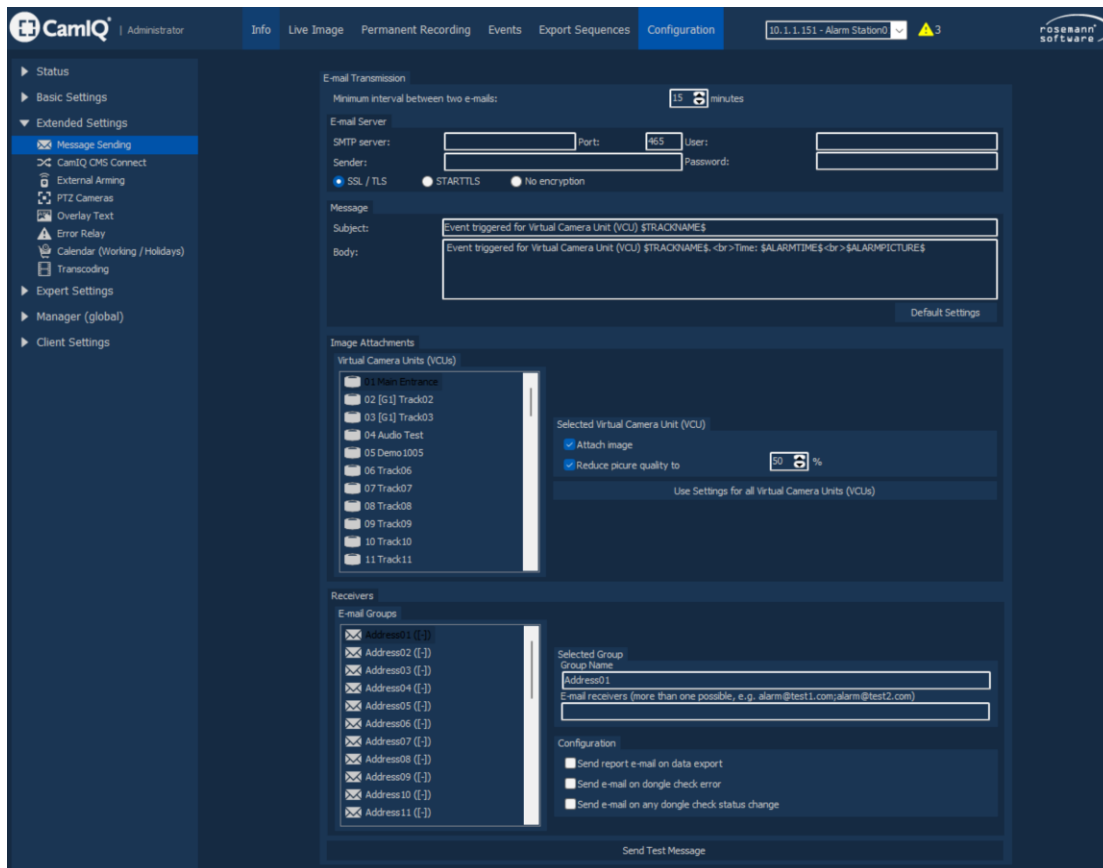 CamIQ | Administrator
Info Live Image Permanent Recording Events Export Sequences Configuration 10.1.1.151 - Alarm Station0 3
rosemann software
Status
Basic Settings
Extended Settings
Message Sending
CamIQ CMS Connect
External Arming
PTZ Cameras
Overlay Text
Error Relay
Calendar (Working / Holidays)
Transcoding
Expert Settings
Manager (global)
Client Settings
E-mail Transmission
Minimum interval between two e-mails: 15 minutes
E-mail Server
SMTP server: Port: 465 User:
Sender: Password:
SSL / TLS STARTTLS No encryption
Message
Subject: Event triggered for Virtual Camera Unit (VCU) $TRACKNAME$
Body: Event triggered for Virtual Camera Unit (VCU) $TRACKNAME$. <br>Time: $ALARMTIME$<br>$ALARMPICTURE$
Default Settings
Image Attachments
Virtual Camera Units (VCUs)
01 Main Entrance
02 [G1] Track02
03 [G1] Track03
04 Audio Test
05 Demo1005
06 Track06
07 Track07
08 Track08
09 Track09
10 Track10
11 Track11
Selected Virtual Camera Unit (VCU)
Attach image
Reduce picure quality to 50 %
Use Settings for all Virtual Camera Units (VCUs)
Receivers
E-mail Groups
Address01 ([-])
Address02 ([-])
Address03 ([-])
Address04 ([-])
Address05 ([-])
Address06 ([-])
Address07 ([-])
Address08 ([-])
Address09 ([-])
Address10 ([-])
Address11 ([-])
Selected Group
Group Name
Address01
E-mail receivers (more than one possible, e.g. alarm@test1.com;alarm@test2.com)
Configuration
Send report e-mail on data export
Send e-mail on dongle check error
Send e-mail on any dongle check status change
Send Test Message